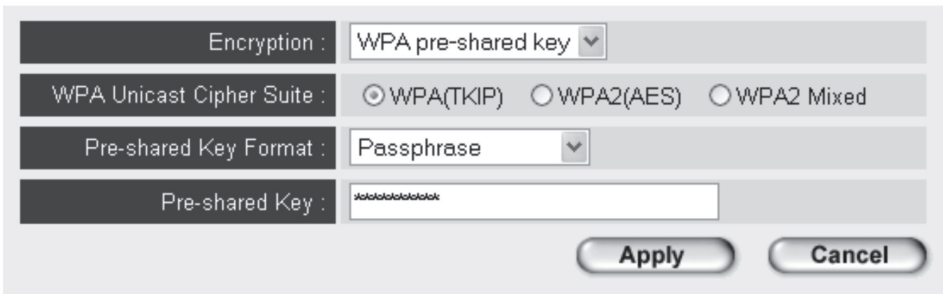 Encryption : WPA pre-shared key
WPA Unicast Cipher Suite : WPA(TKIP) WPA2(AES) WPA2 Mixed
Pre-shared Key Format : Passphrase
Pre-shared Key : ***********
Apply Cancel